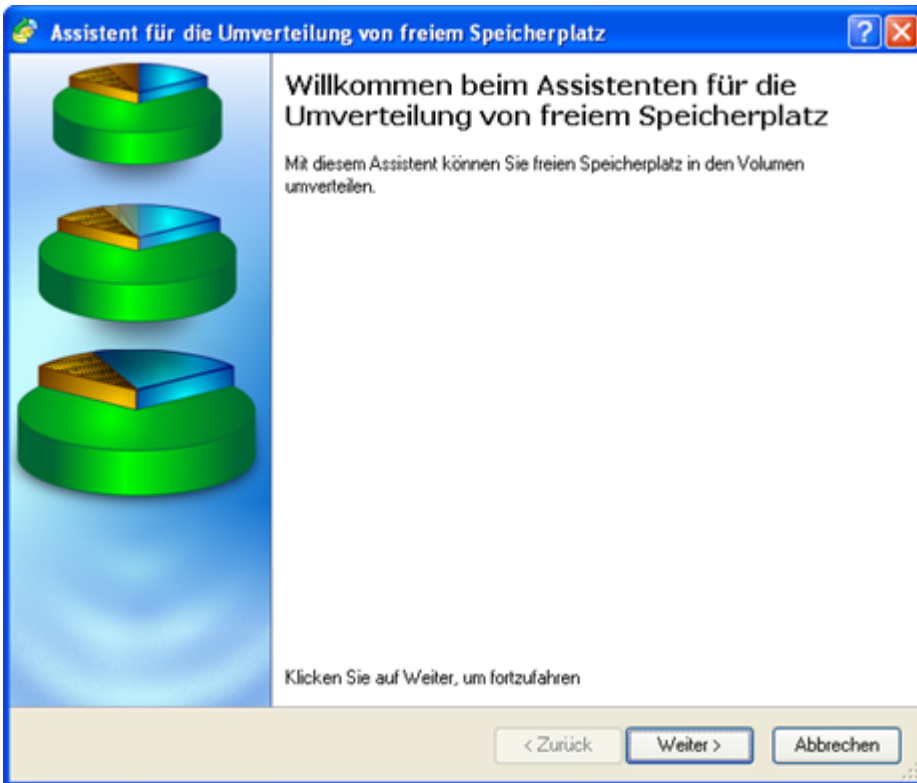 Assistent für die Umverteilung von freiem Speicherplatz
Willkommen beim Assistenten für die
Umverteilung von freiem Speicherplatz
Mit diesem Assistent können Sie freien Speicherplatz in den Volumen
umverteilen.
Klicken Sie auf Weiter, um fortzufahren
< Zurück Weiter > Abbrechen